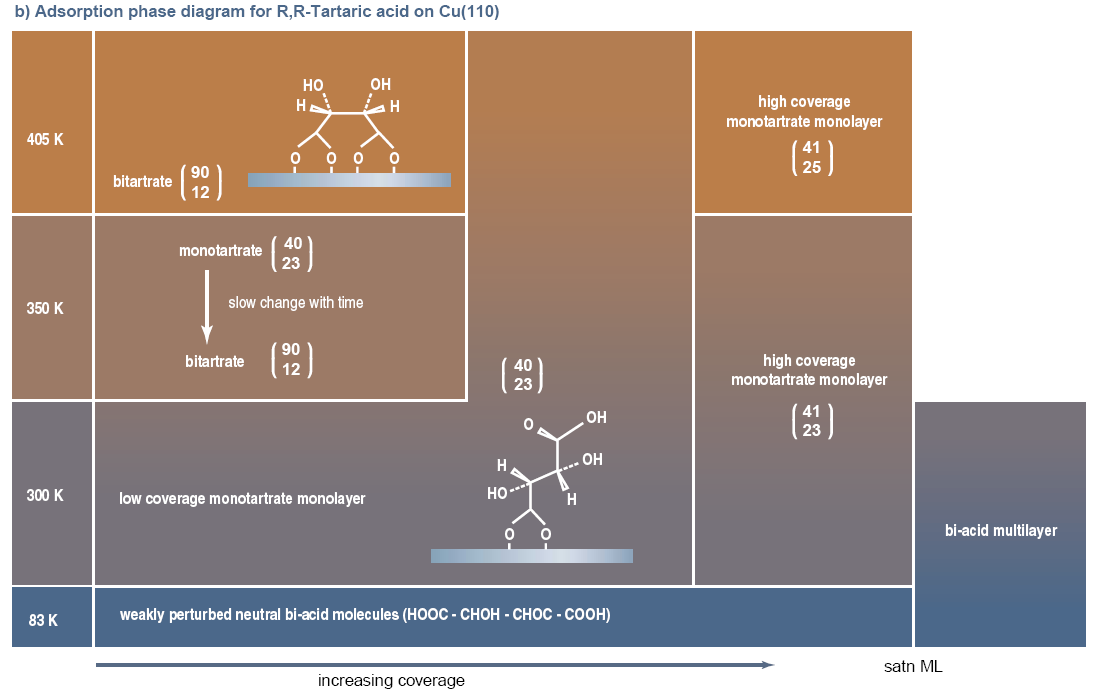 b) Adsorption phase diagram for R,R-Tartaric acid on Cu(110)
405 K
HO
OH
H
H
O O O O
bitartrate
90
12
high coverage
monotartrate monolayer
41
25
350 K
monotartrate
40
23
slow change with time
bitartrate
90
12
40
23
high coverage
monotartrate monolayer
41
23
300 K
low coverage monotartrate monolayer
O
OH
H
OH
HO
H
O O
bi-acid multilayer
83 K
weakly perturbed neutral bi-acid molecules (HOOC - CHOH - CHOC - COOH)
increasing coverage
satn ML